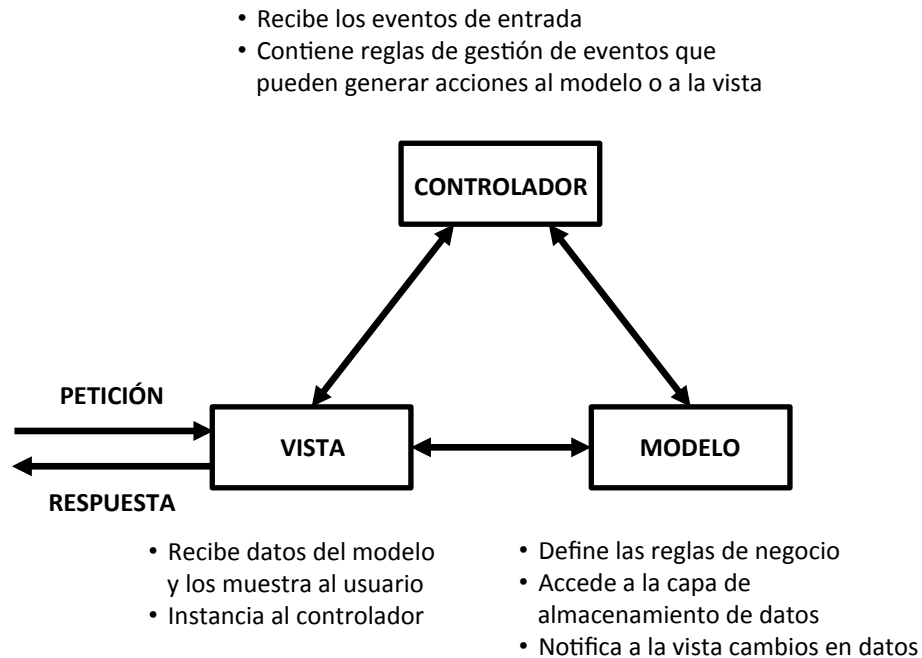 • Recibe los eventos de entrada
• Contiene reglas de gestión de eventos que
pueden generar acciones al modelo o a la vista
CONTROLADOR
PETICIÓN
VISTA
MODELO
RESPUESTA
• Recibe datos del modelo
y los muestra al usuario
• Instancia al controlador
• Define las reglas de negocio
• Accede a la capa de
almacenamiento de datos
• Notifica a la vista cambios en datos